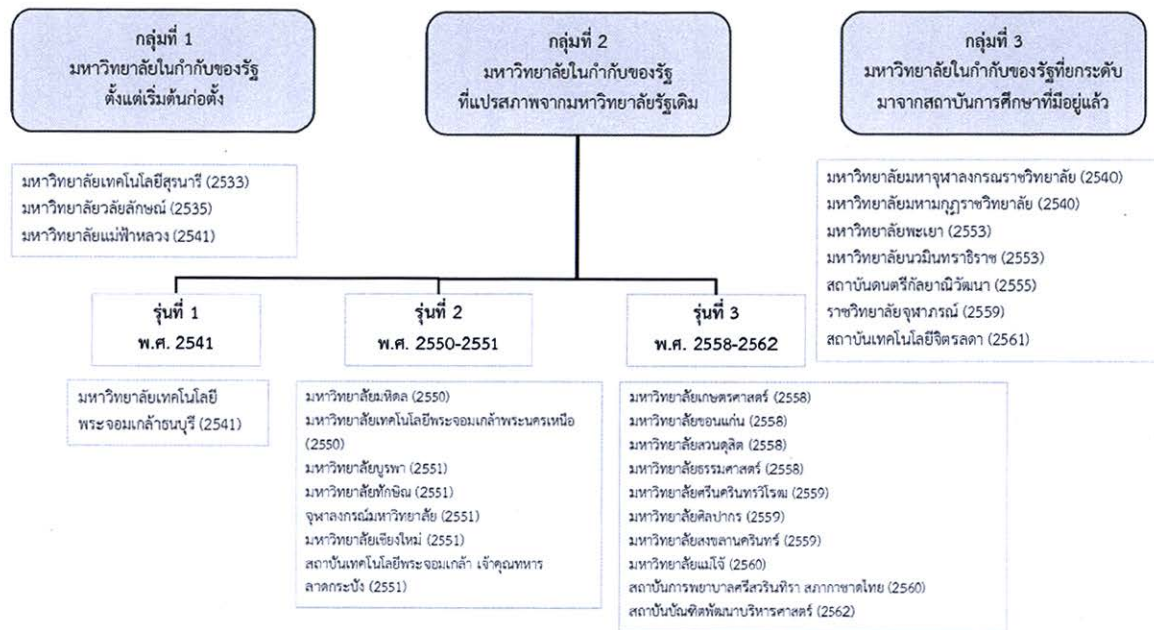 กลุ่มที่ 1
มหาวิทยาลัยในกำกับของรัฐ
ตั้งแต่เริ่มต้นก่อตั้ง
กลุ่มที่ 2
มหาวิทยาลัยในกำกับของรัฐ
ที่แปรสภาพจากมหาวิทยาลัยรัฐเดิม
กลุ่มที่ 3
มหาวิทยาลัยในกำกับของรัฐที่ยกระดับ
มาจากสถาบันการศึกษาที่มีอยู่แล้ว
มหาวิทยาลัยเทคโนโลยีสุรนารี (2533)
มหาวิทยาลัยวลัยลักษณ์ (2535)
มหาวิทยาลัยแม่ฟ้าหลวง (2541)
มหาวิทยาลัยมหาจุฬาลงกรณราชวิทยาลัย (2540)
มหาวิทยาลัยมหามกุฏราชวิทยาลัย (2540)
มหาวิทยาลัยพะเยา (2553)
มหาวิทยาลัยนวมินทราธิราช (2553)
สถาบันดนตรีกัลยาณิวัฒนา (2555)
ราชวิทยาลัยจุฬาภรณ์ (2559)
สถาบันเทคโนโลยีจิตรลดา (2561)
รุ่นที่ 1
พ.ศ. 2541
รุ่นที่ 2
พ.ศ. 2550-2551
รุ่นที่ 3
พ.ศ. 2558-2562
มหาวิทยาลัยเทคโนโลยี
พระจอมเกล้าธนบุรี (2541)
มหาวิทยาลัยมหิดล (2550)
มหาวิทยาลัยเทคโนโลยีพระจอมเกล้าพระนครเหนือ
(2550)
มหาวิทยาลัยบูรพา (2551)
มหาวิทยาลัยทักษิณ (2551)
จุฬาลงกรณ์มหาวิทยาลัย (2551)
มหาวิทยาลัยเชียงใหม่ (2551)
สถาบันเทคโนโลยีพระจอมเกล้า เจ้าคุณทหาร
ลาดกระบัง (2551)
มหาวิทยาลัยเกษตรศาสตร์ (2558)
มหาวิทยาลัยขอนแก่น (2558)
มหาวิทยาลัยสวนดุสิต (2558)
มหาวิทยาลัยธรรมศาสตร์ (2558)
มหาวิทยาลัยศรีนครินทรวิโรฒ (2559)
มหาวิทยาลัยศิลปากร (2559)
มหาวิทยาลัยสงขลานครินทร์ (2559)
มหาวิทยาลัยแม่โจ้ (2560)
สถาบันการพยาบาลศรีสวรินทิรา สภากาชาดไทย (2560)
สถาบันบัณฑิตพัฒนบริหารศาสตร์ (2562)